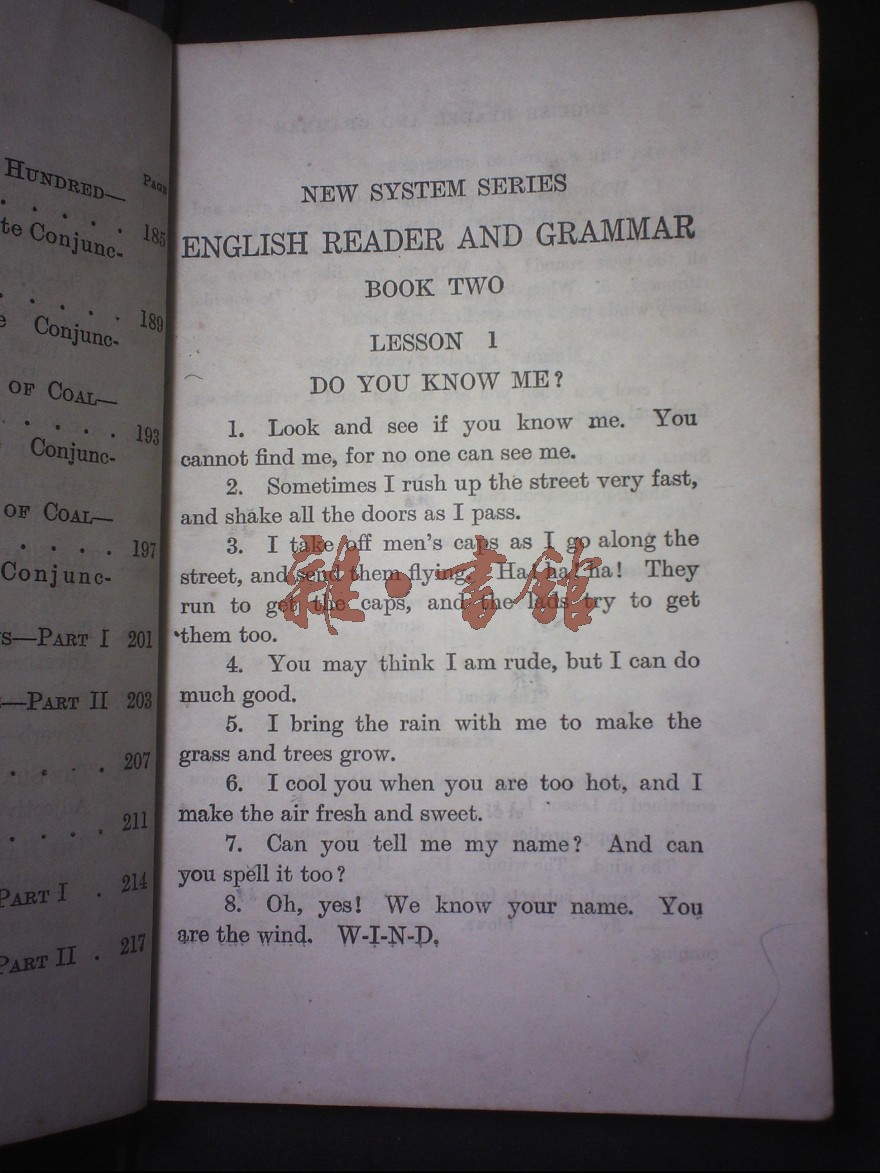 HUNDRED—
PAGE
. . . . . 185
te Conjunc-
. . . . 189
e Conjunc-
OF COAL—
. . . . . 193
Conjunc-
OF COAL—
. . . . . 197
Conjunc-
S—PART I 201
—PART II 203
. . . . 207
. . . . 211
PART I . 214
PART II . 217
NEW SYSTEM SERIES
ENGLISH READER AND GRAMMAR
BOOK TWO
LESSON 1
DO YOU KNOW ME?
1. Look and see if you know me. You
cannot find me, for no one can see me.
2. Sometimes I rush up the street very fast,
and shake all the doors as I pass.
3. I take off men's caps as I go along the
street, and send them flying. Ha! ha! ha! They
run to get the caps, and the lads try to get
them too.
4. You may think I am rude, but I can do
much good.
5. I bring the rain with me to make the
grass and trees grow.
6. I cool you when you are too hot, and I
make the air fresh and sweet.
7. Can you tell me my name? And can
you spell it too?
8. Oh, yes! We know your name. You
are the wind. W-I-N-D.
雜·書館